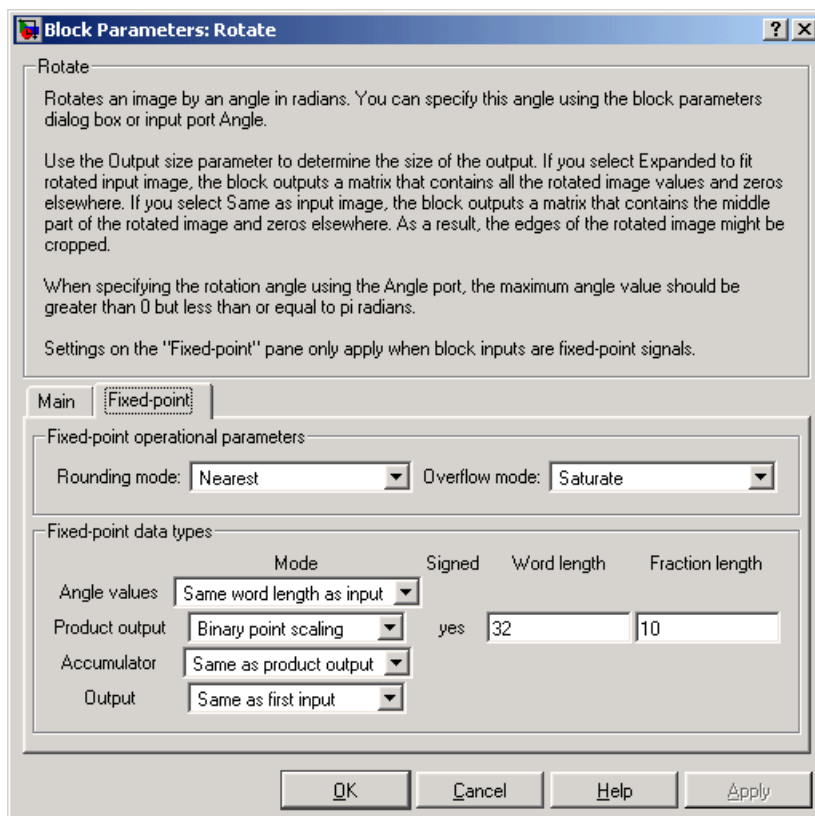 Block Parameters: Rotate
Rotate
Rotates an image by an angle in radians. You can specify this angle using the block parameters
dialog box or input port Angle.
Use the Output size parameter to determine the size of the output. If you select Expanded to fit
rotated input image, the block outputs a matrix that contains all the rotated image values and zeros
elsewhere. If you select Same as input image, the block outputs a matrix that contains the middle
part of the rotated image and zeros elsewhere. As a result, the edges of the rotated image might be
cropped.
When specifying the rotation angle using the Angle port, the maximum angle value should be
greater than 0 but less than or equal to pi radians.
Settings on the "Fixed-point" pane only apply when block inputs are fixed-point signals.
Main Fixed-point
Fixed-point operational parameters
Rounding mode: Nearest Overflow mode: Saturate
Fixed-point data types
Mode Signed Word length Fraction length
Angle values Same word length as input
Product output Binary point scaling yes 32 10
Accumulator Same as product output
Output Same as first input
OK Cancel Help Apply